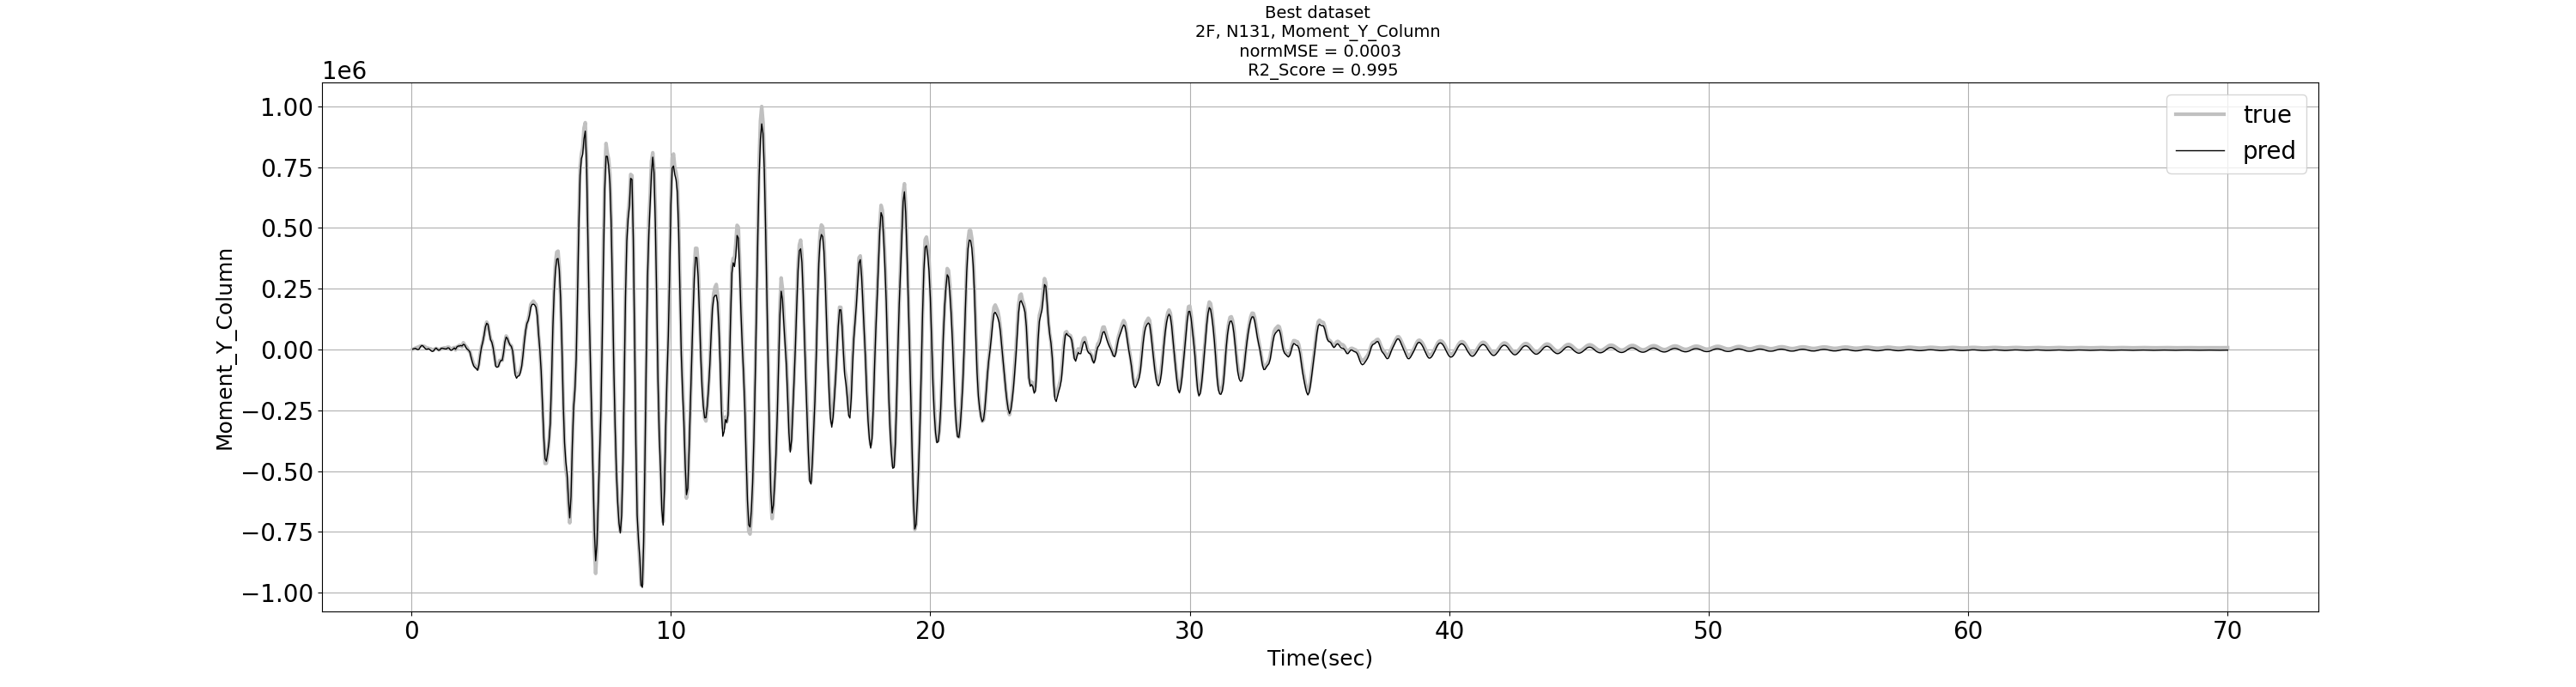 Best dataset
2F, N131, Moment_Y_Column
normMSE = 0.0003
R2_Score = 0.995
1e6
1.00
0.75
0.50
0.25
0.00
−0.25
−0.50
−0.75
−1.00
Moment_Y_Column
true
pred
0 10 20 30 40 50 60 70
Time(sec)